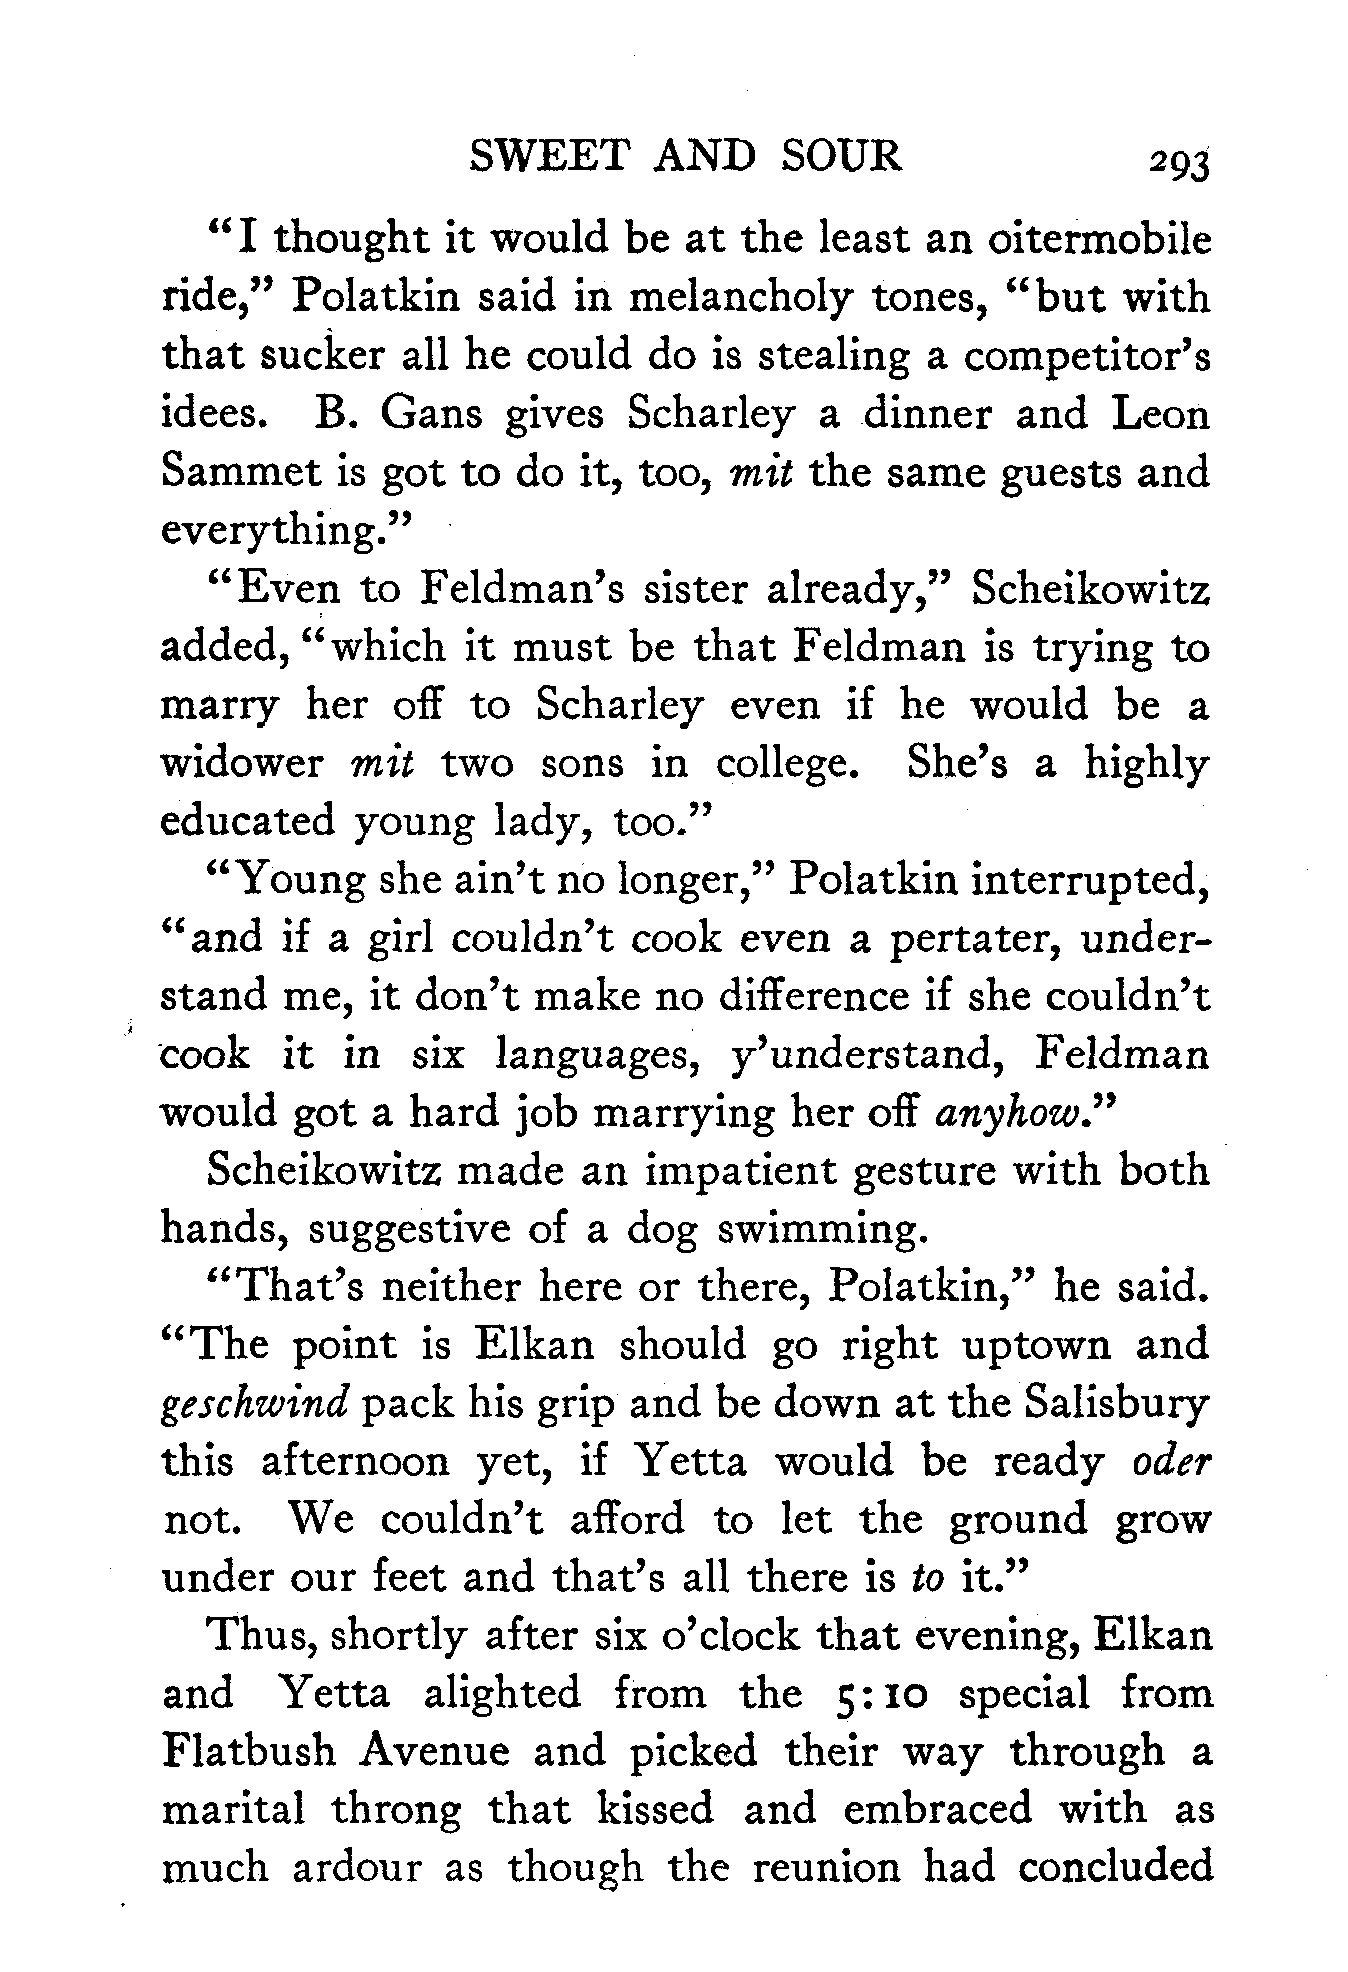 SWEET AND SOUR 293
"I thought it would be at the least an oitermobile
ride," Polatkin said in melancholy tones, "but with
that sucker all he could do is stealing a competitor's
idees. B. Gans gives Scharley a dinner and Leon
Sammet is got to do it, too, mit the same guests and
everything."
"Even to Feldman's sister already," Scheikowitz
added, "which it must be that Feldman is trying to
marry her off to Scharley even if he would be a
widower mit two sons in college. She's a highly
educated young lady, too."
"Young she ain't no longer," Polatkin interrupted,
"and if a girl couldn't cook even a pertater, under-
stand me, it don't make no difference if she couldn't
cook it in six languages, y'understand, Feldman
would got a hard job marrying her off anyhow."
Scheikowitz made an impatient gesture with both
hands, suggestive of a dog swimming.
"That's neither here or there, Polatkin," he said.
"The point is Elkan should go right uptown and
geschwind pack his grip and be down at the Salisbury
this afternoon yet, if Yetta would be ready oder
not. We couldn't afford to let the ground grow
under our feet and that's all there is to it."
Thus, shortly after six o'clock that evening, Elkan
and Yetta alighted from the 5:10 special from
Flatbush Avenue and picked their way through a
marital throng that kissed and embraced with as
much ardour as though the reunion had concluded